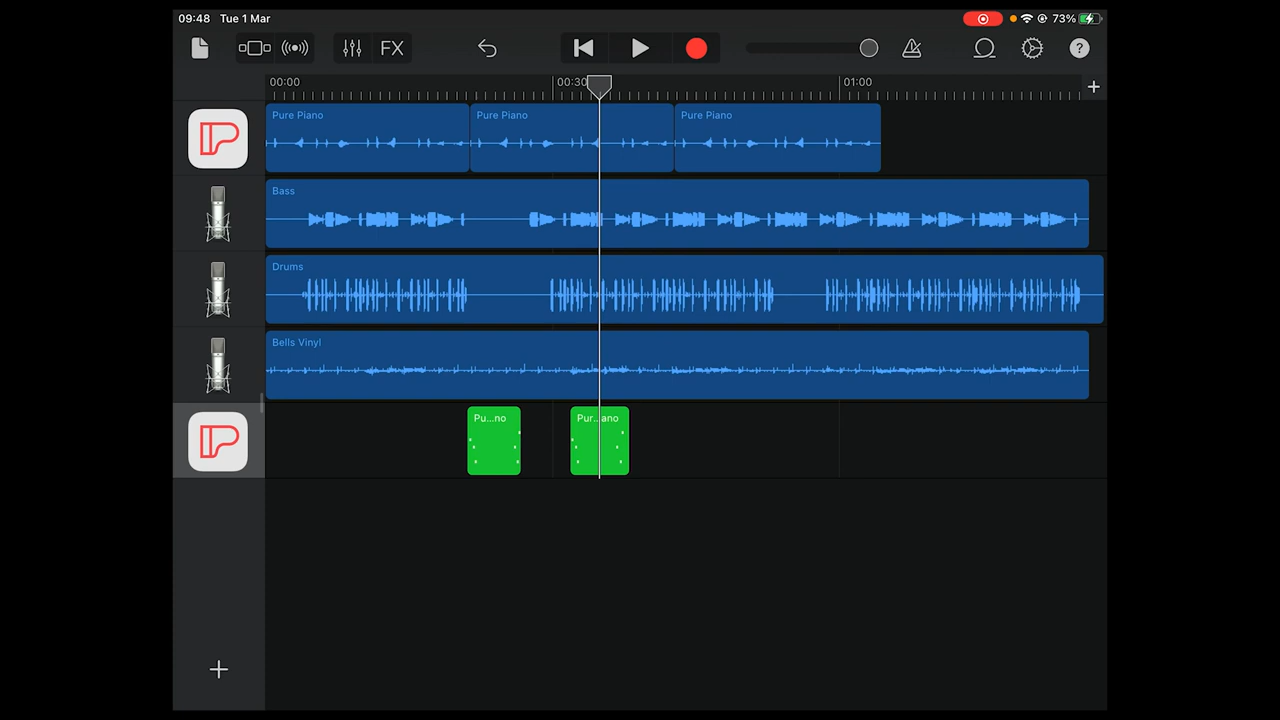 09:48 Tue 1 Mar 73%
FX ?
00:00 00:30 01:00 +
Pure Piano Pure Piano Pure Piano
Bass
Drums
Bells Vinyl
Pu...no Pur...ano
+